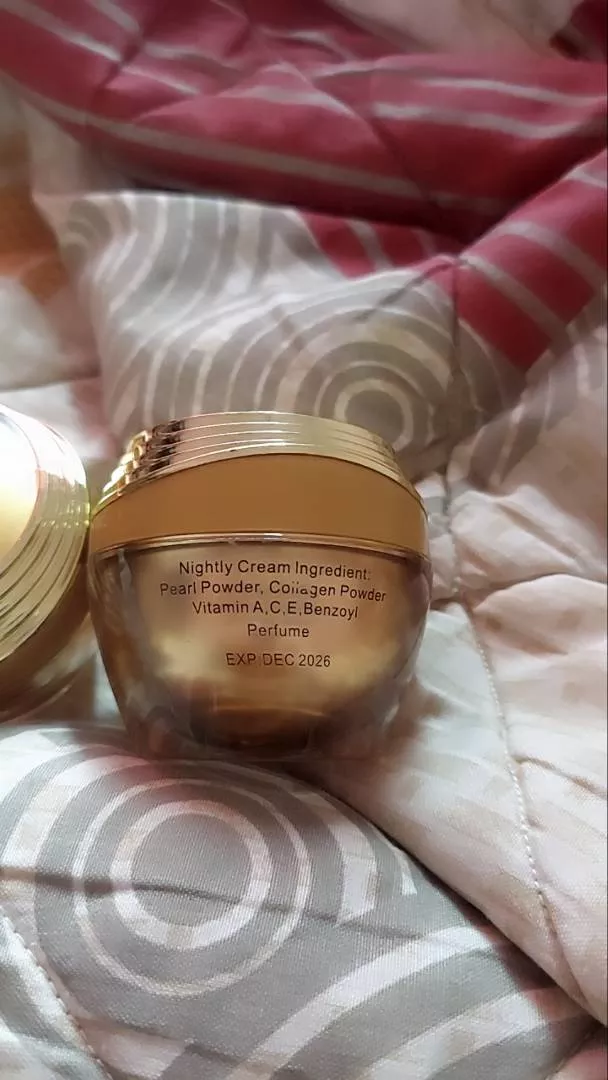 Nightly Cream Ingredient:
Pearl Powder, Collagen Powder
Vitamin A,C,E,Benzoyl
Perfume
EXP:DEC 2026